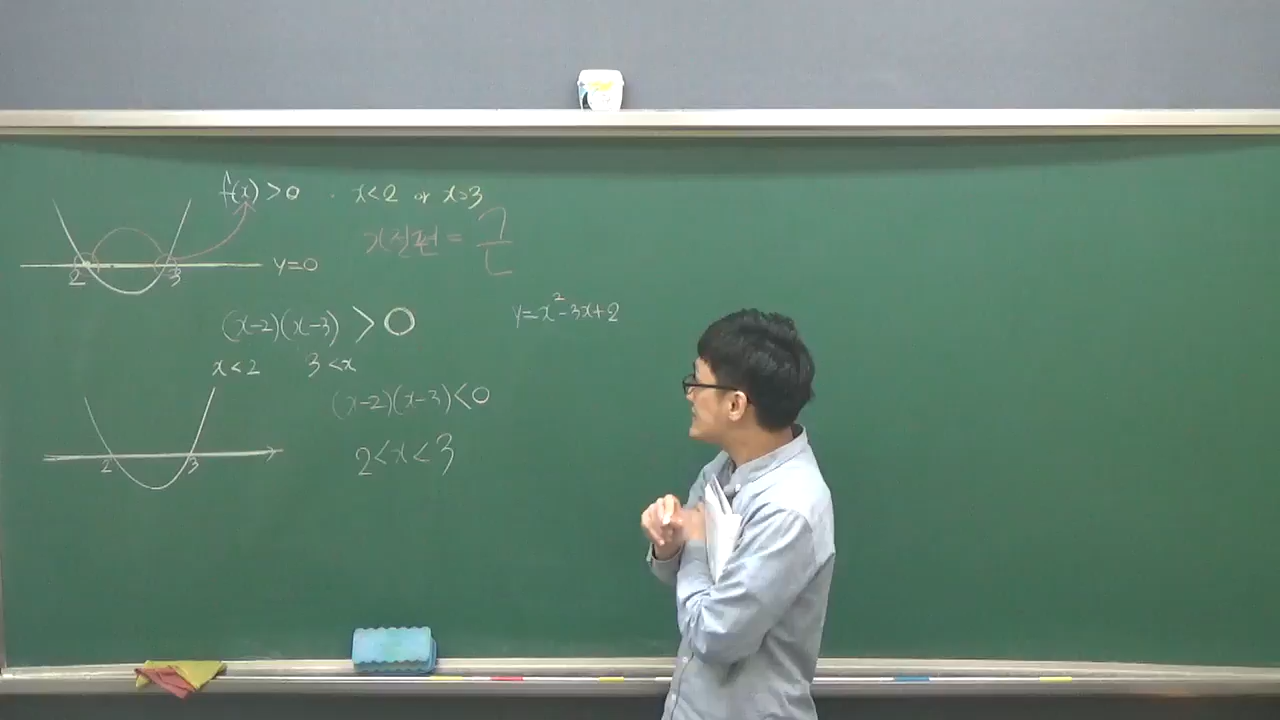 f(x)>0 · x<2 or x>3
y=0
2 3
(x-2)(x-3) >0
x<2 3<x
y=x²-3x+2
(x-2)(x-3)<0
2<x<3
2 3